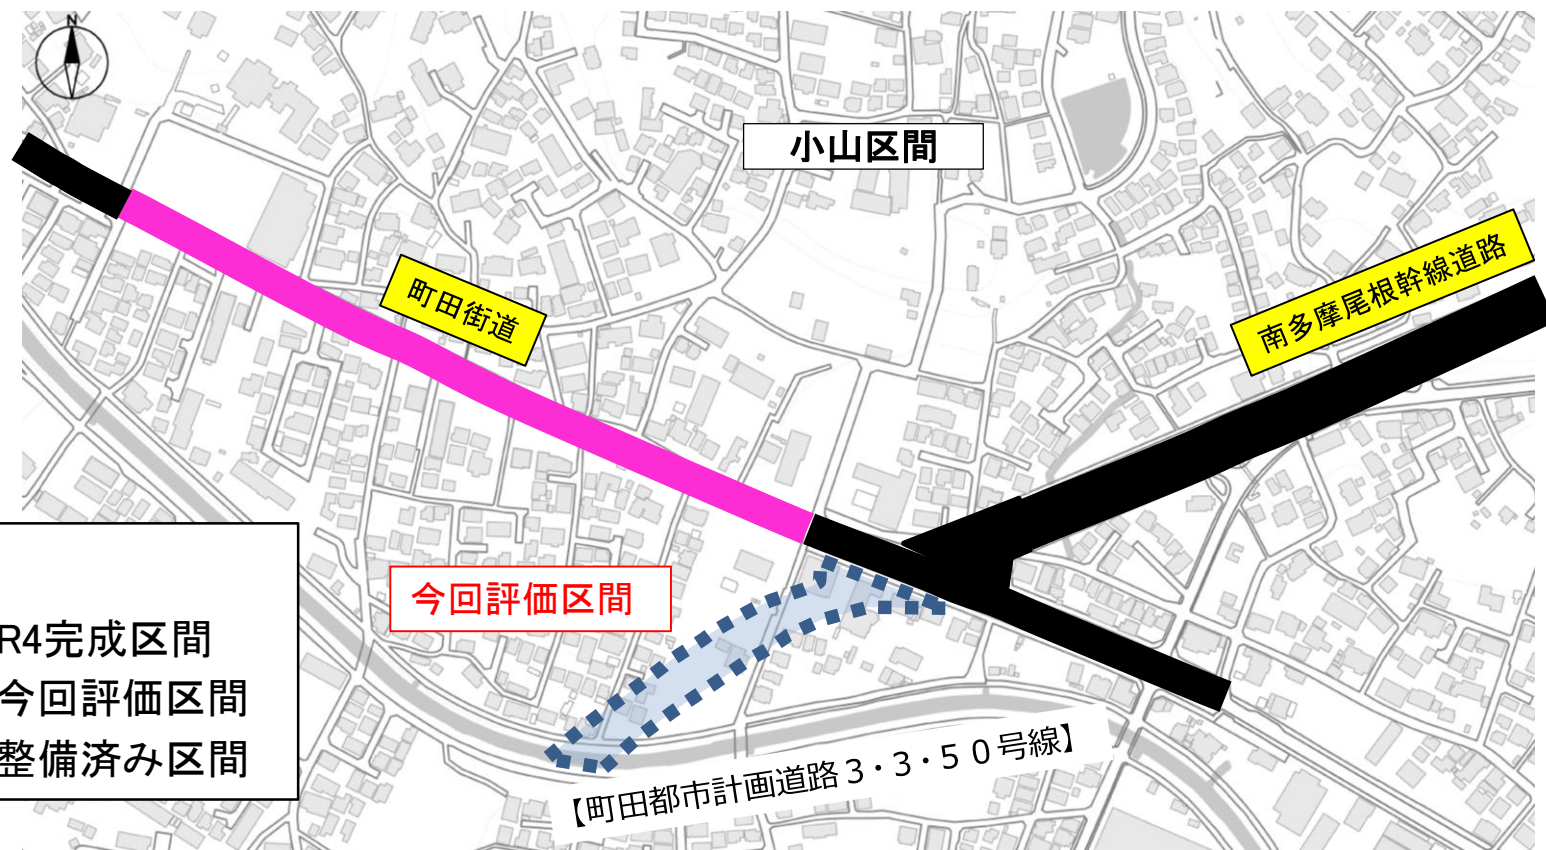 N
小山区間
南多摩尾根幹線道路
町田街道
今回評価区間
R4完成区間
今回評価区間
整備済み区間
【町田都市計画道路３・３・５０号線】